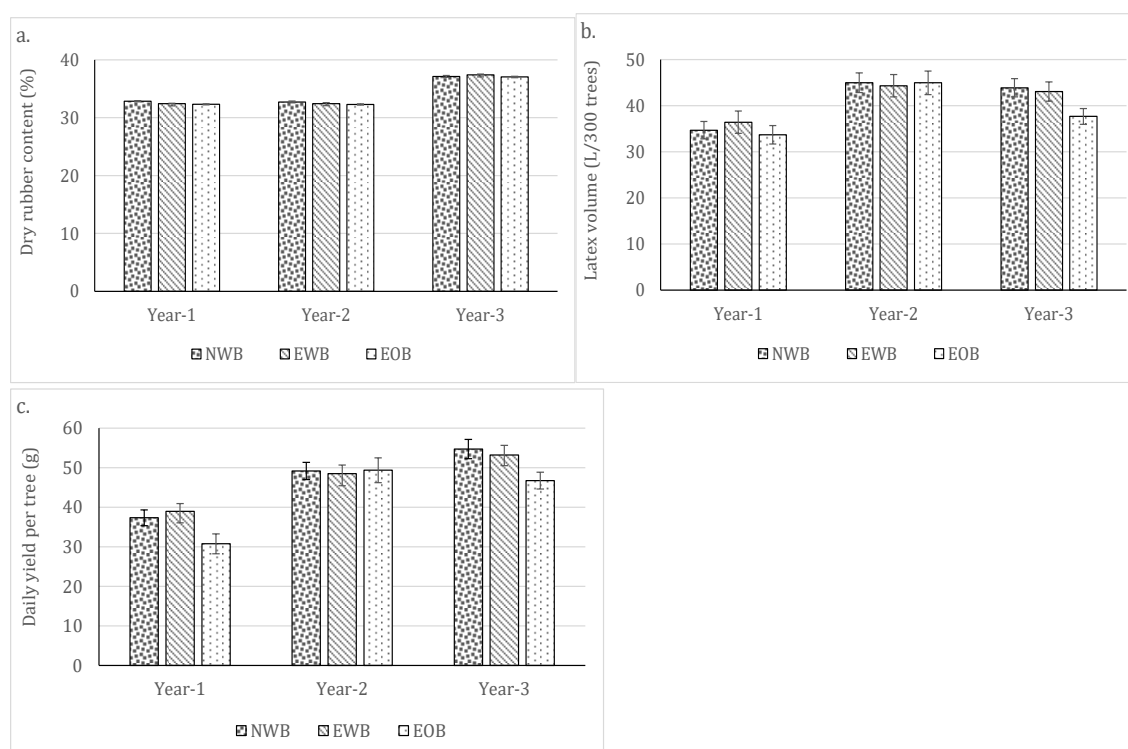 a.
Dry rubber content (%)
40
30
20
10
0
Year-1 Year-2 Year-3
NWB EWB EOB
b.
Latex volume (L/300 trees)
50
40
30
20
10
0
Year-1 Year-2 Year-3
NWB EWB EOB
c.
Daily yield per tree (g)
60
50
40
30
20
10
0
Year-1 Year-2 Year-3
NWB EWB EOB